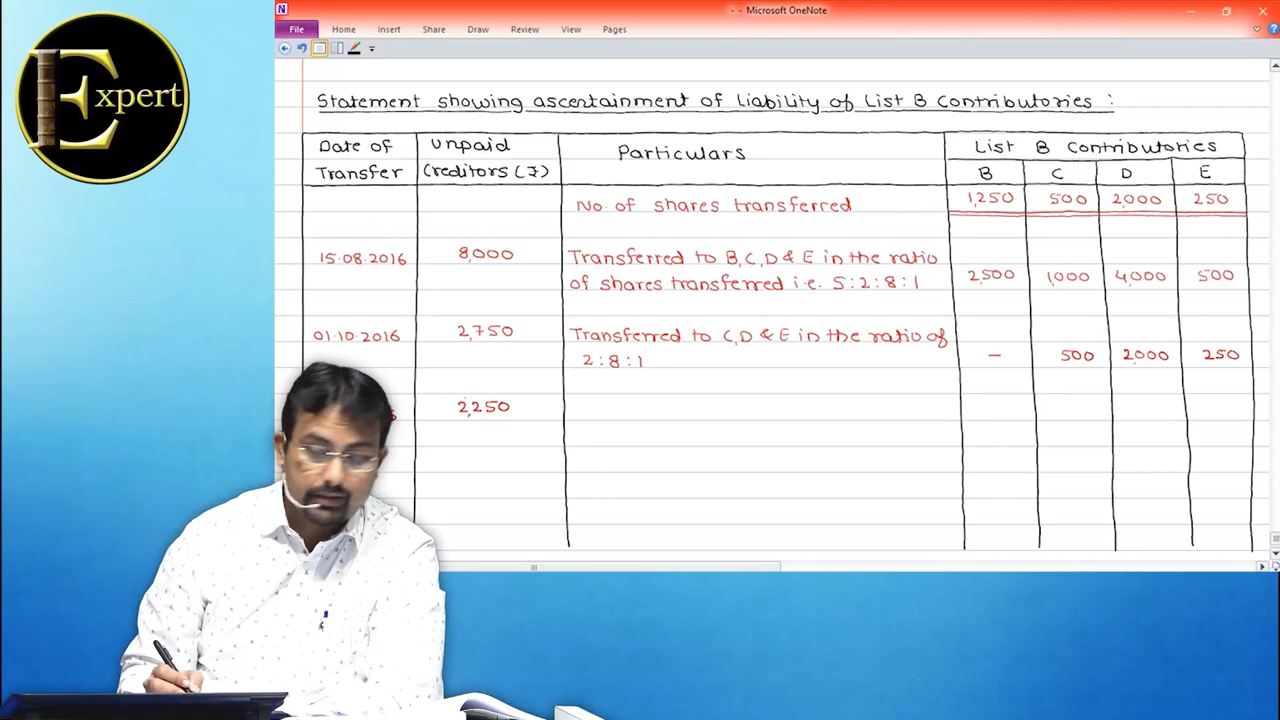 Expert
- - Microsoft OneNote
File Home Insert Share Draw Review View Pages
Statement showing ascertainment of liability of List B Contributories :
Date of Transfer
Unpaid Creditors (₹)
Particulars
List B Contributories
B C D E
No. of shares transferred 1,250 500 2,000 250
15.08.2016 8,000 Transferred to B, C, D & E in the ratio
of shares transferred i.e. 5:2:8:1 2,500 1,000 4,000 500
01.10.2016 2,750 Transferred to C, D & E in the ratio of
2:8:1 – 500 2,000 250
2,250